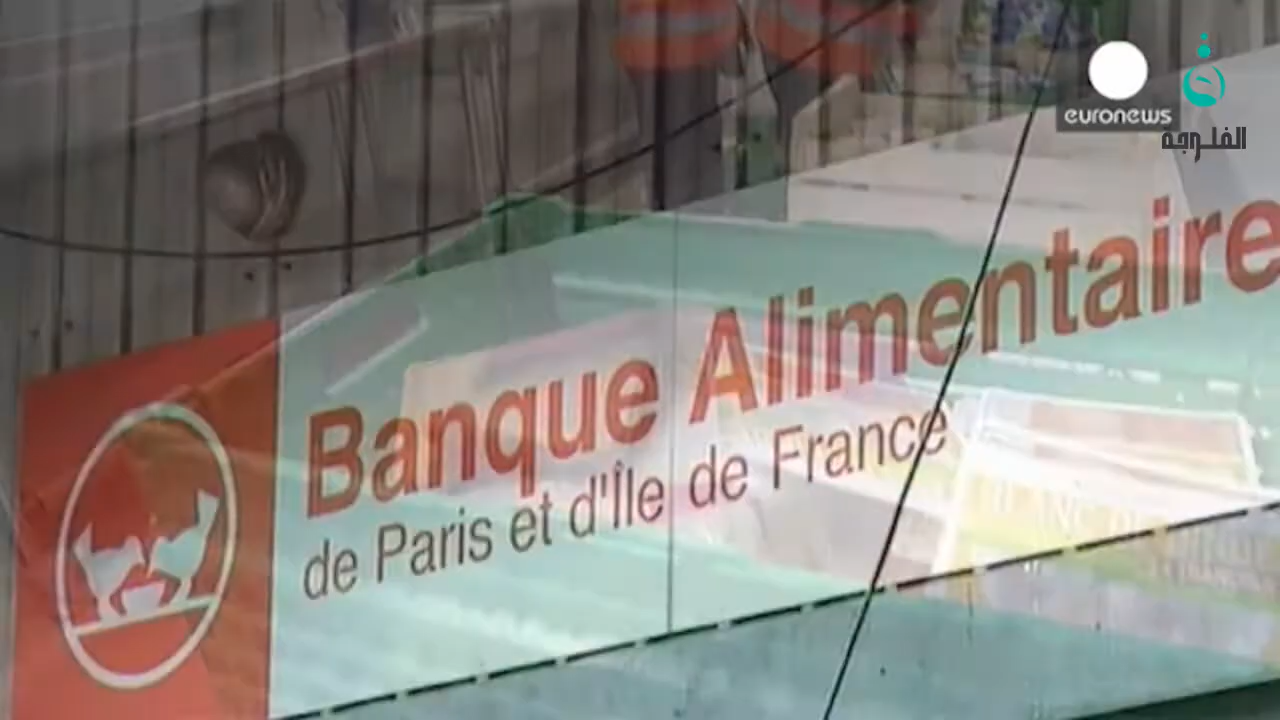 euronews
الفلوجة
Banque Alimentaire
de Paris et d'Île de France